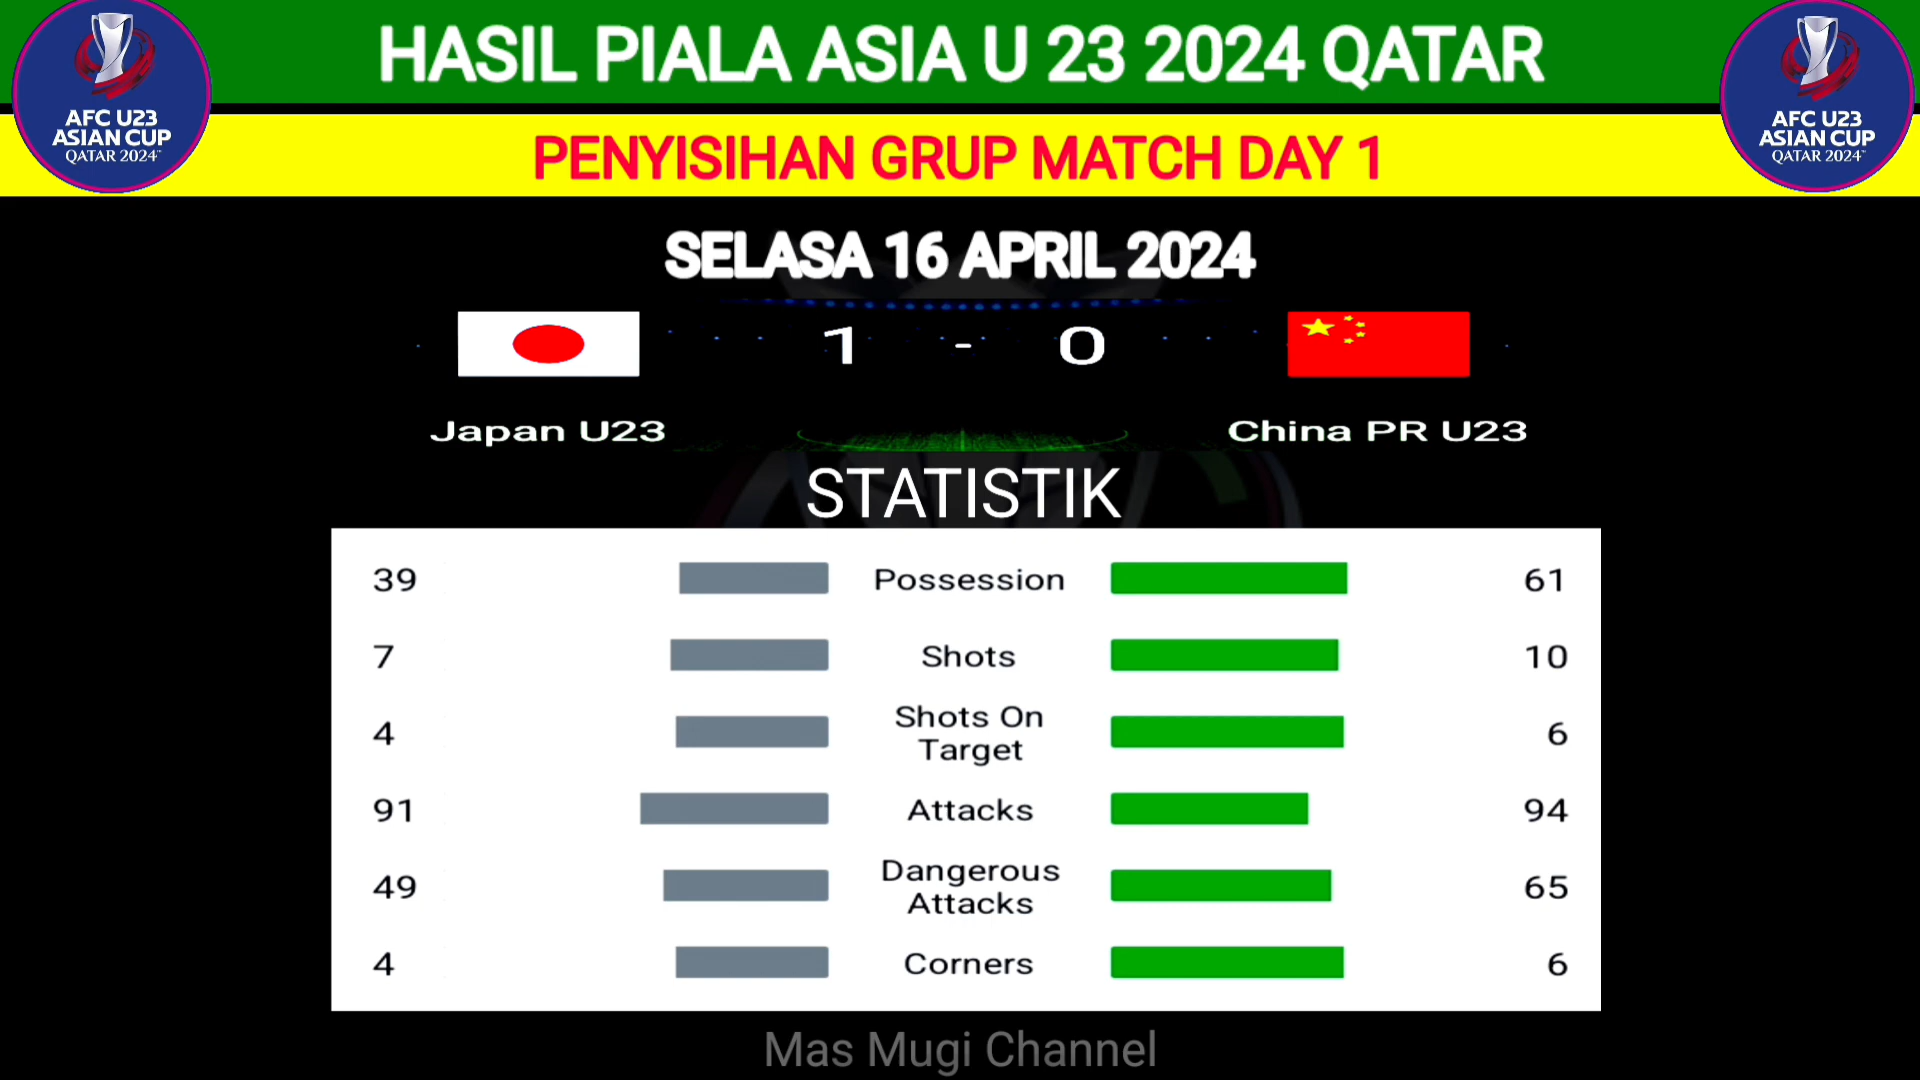 HASIL PIALA ASIA U 23 2024 QATAR
AFC U23
ASIAN CUP
QATAR 2024™
AFC U23
ASIAN CUP
QATAR 2024™
PENYISIHAN GRUP MATCH DAY 1
SELASA 16 APRIL 2024
1 - 0
Japan U23
China PR U23
STATISTIK
39 Possession 61
7 Shots 10
4 Shots On Target 6
91 Attacks 94
49 Dangerous Attacks 65
4 Corners 6
Mas Mugi Channel